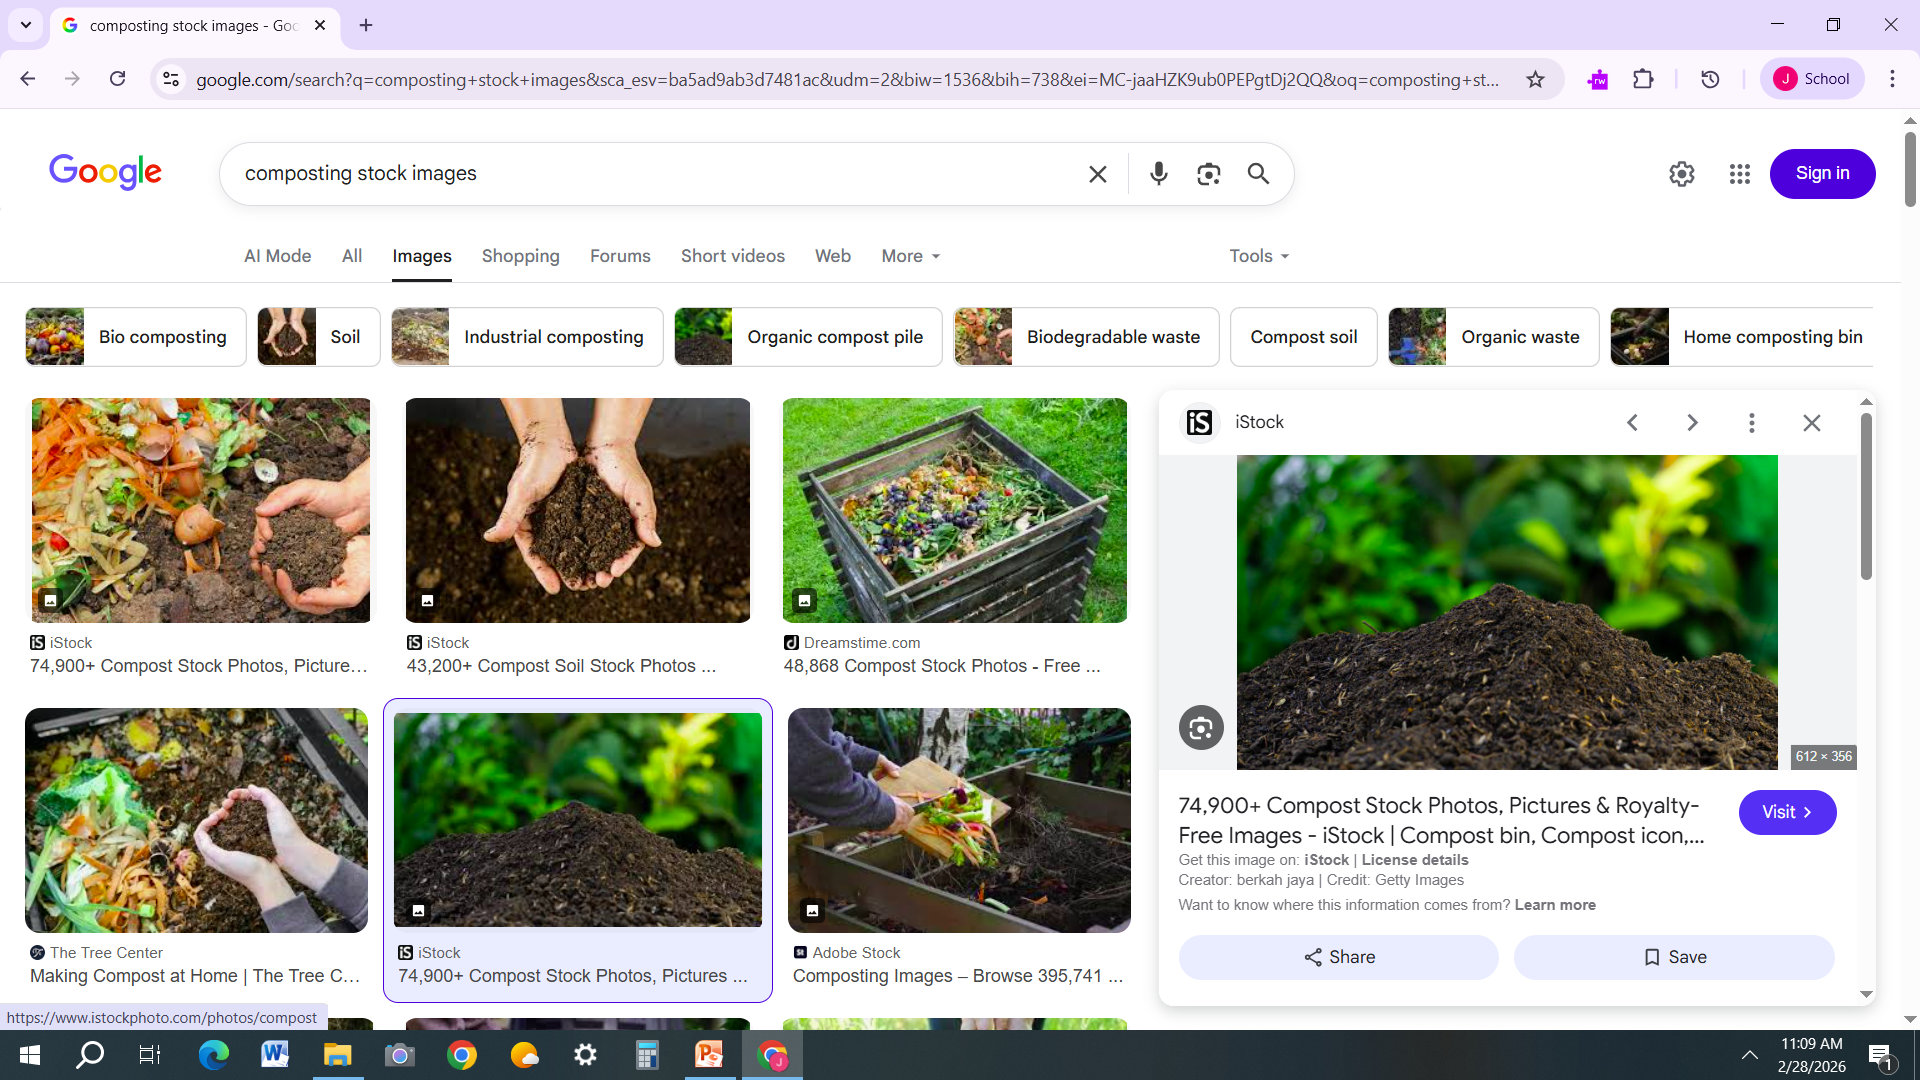 composting stock images - Goo
google.com/search?q=composting+stock+images&sca_esv=ba5ad9ab3d7481ac&udm=2&biw=1536&bih=738&ei=MC-jaaHZK9ub0PEPgtDj2QQ&oq=composting+st...
J School
Google
composting stock images
Sign in
AI Mode All Images Shopping Forums Short videos Web More Tools
Bio composting Soil Industrial composting Organic compost pile Biodegradable waste Compost soil Organic waste Home composting bin
iS iStock
iS iStock
74,900+ Compost Stock Photos, Picture...
iS iStock
43,200+ Compost Soil Stock Photos ...
Dreamstime.com
48,868 Compost Stock Photos - Free ...
612 × 356
74,900+ Compost Stock Photos, Pictures & Royalty-
Free Images - iStock | Compost bin, Compost icon,...
Visit
Get this image on: iStock | License details
Creator: berkah jaya | Credit: Getty Images
Want to know where this information comes from? Learn more
Share Save
The Tree Center
Making Compost at Home | The Tree C...
iS iStock
74,900+ Compost Stock Photos, Pictures ...
St Adobe Stock
Composting Images – Browse 395,741 ...
https://www.istockphoto.com/photos/compost
11:09 AM
2/28/2026
1